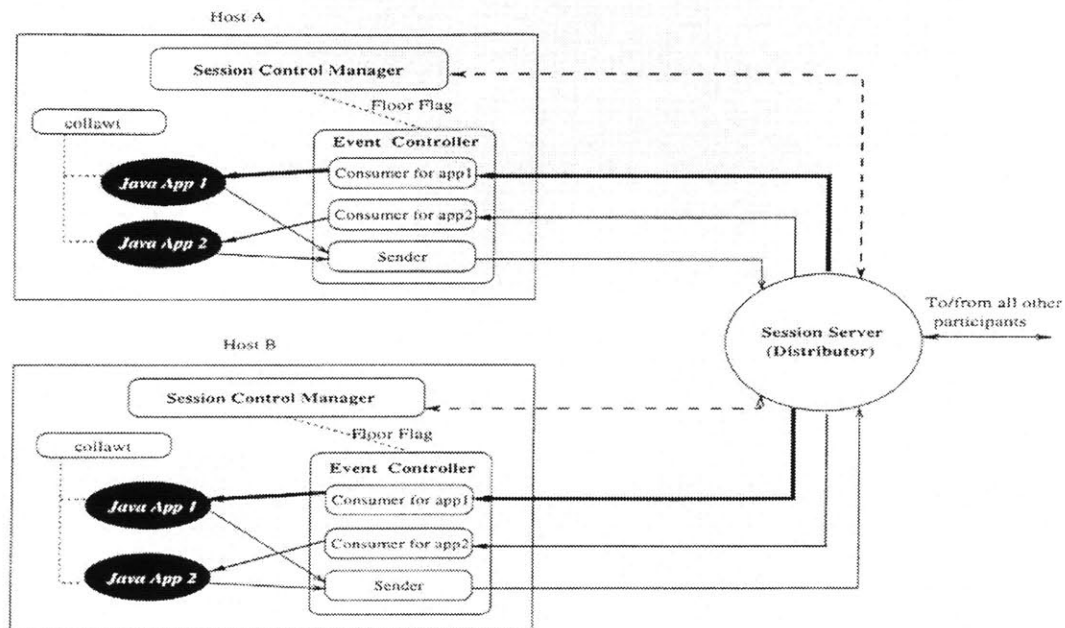 Host A
Session Control Manager
Floor Flag
collawt
Event Controller
Java App 1
Consumer for app1
Java App 2
Consumer for app2
Sender
To/from all other
participants
Session Server
(Distributor)
Host B
Session Control Manager
Floor Flag
collawt
Event Controller
Java App 1
Consumer for app1
Consumer for app2
Java App 2
Sender